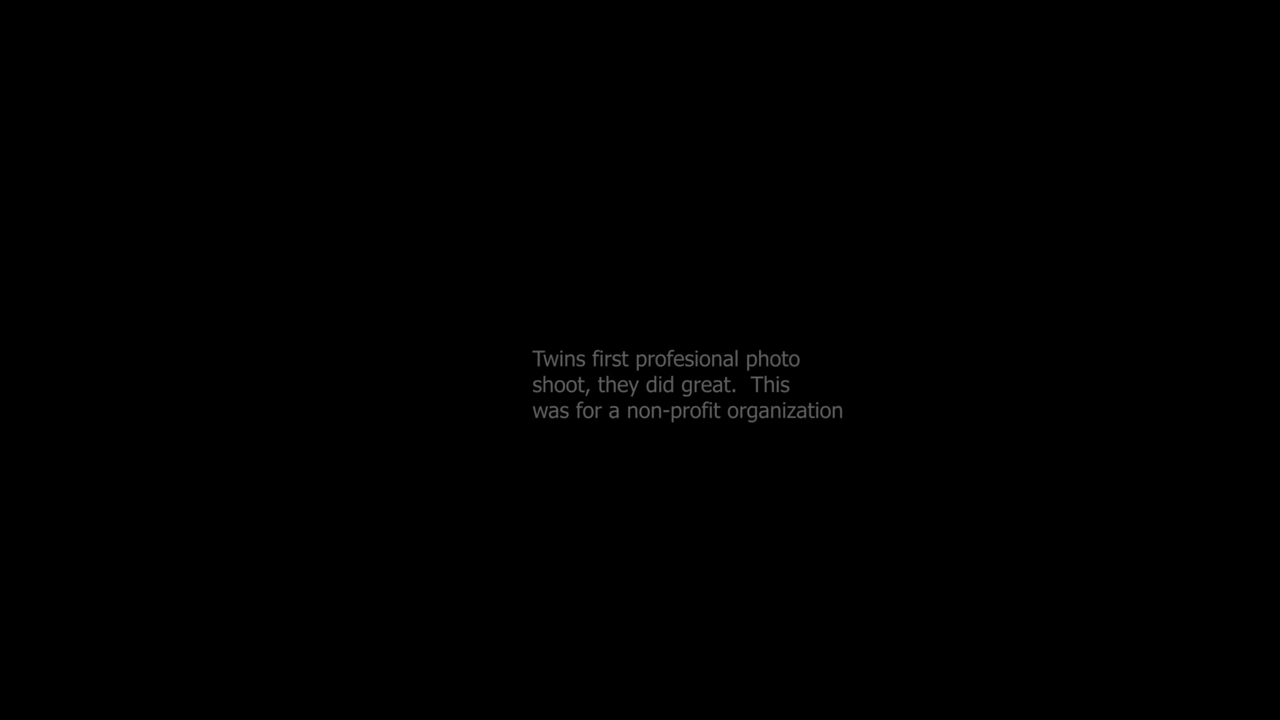 Twins first profesional photo
shoot, they did great.  This
was for a non-profit organization